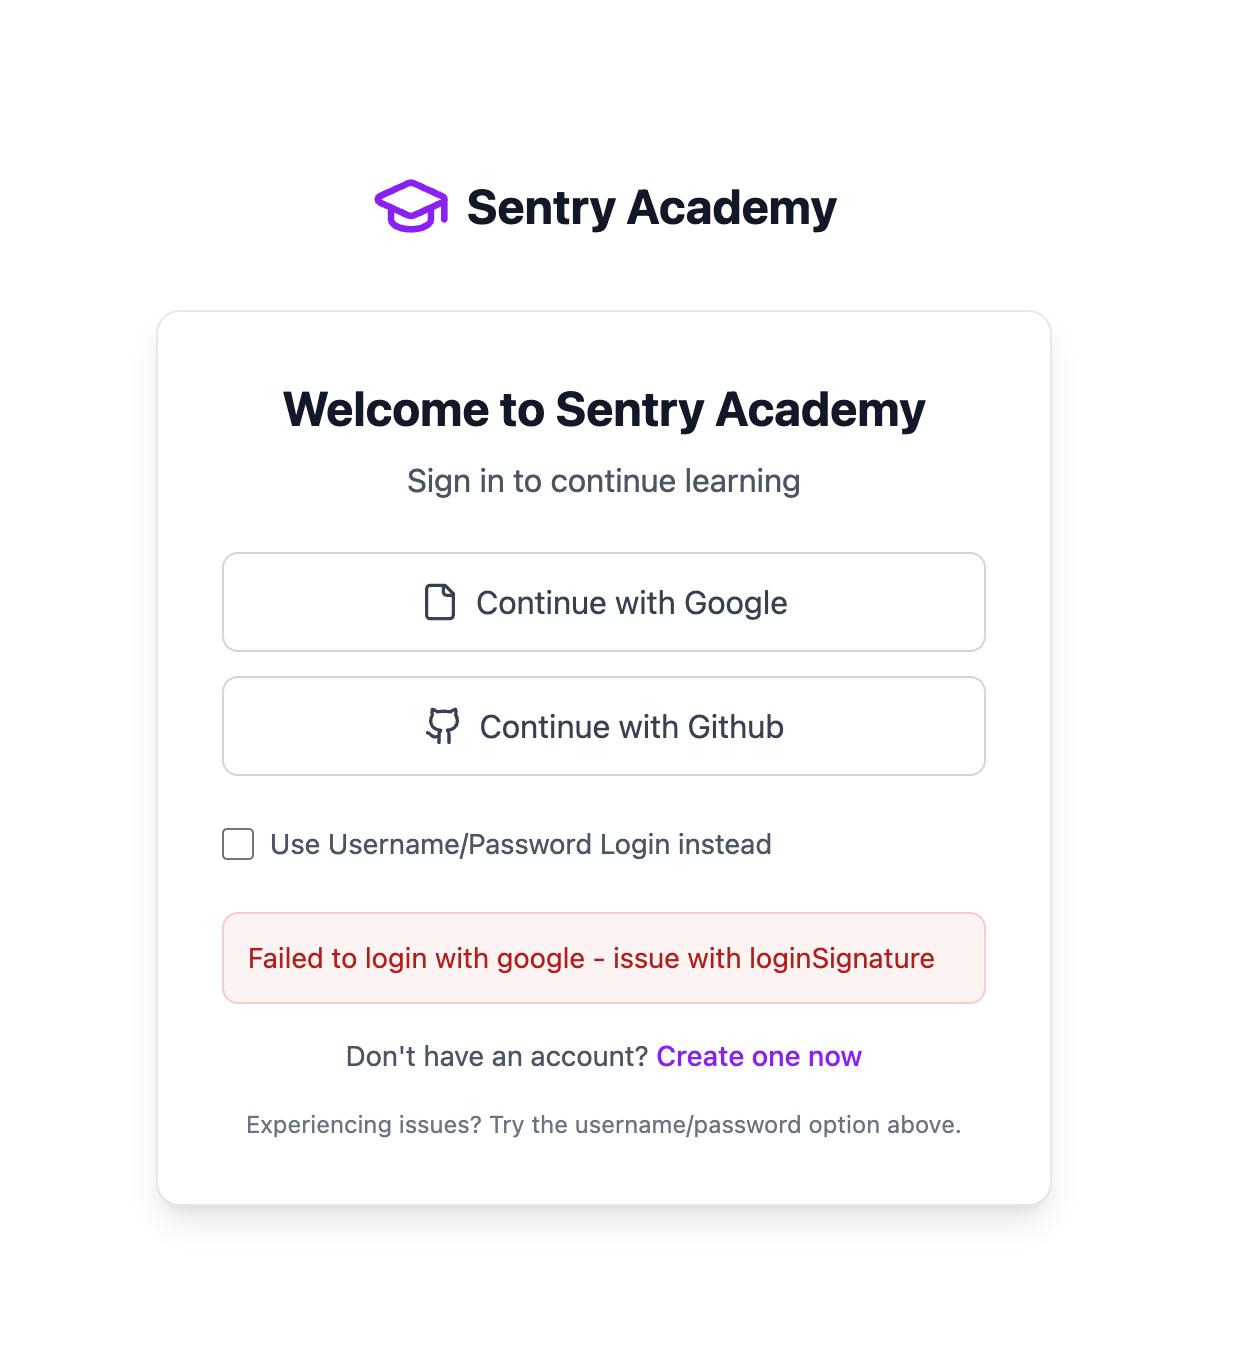 Sentry Academy
Welcome to Sentry Academy
Sign in to continue learning
Continue with Google
Continue with Github
Use Username/Password Login instead
Failed to login with google - issue with loginSignature
Don't have an account? Create one now
Experiencing issues? Try the username/password option above.